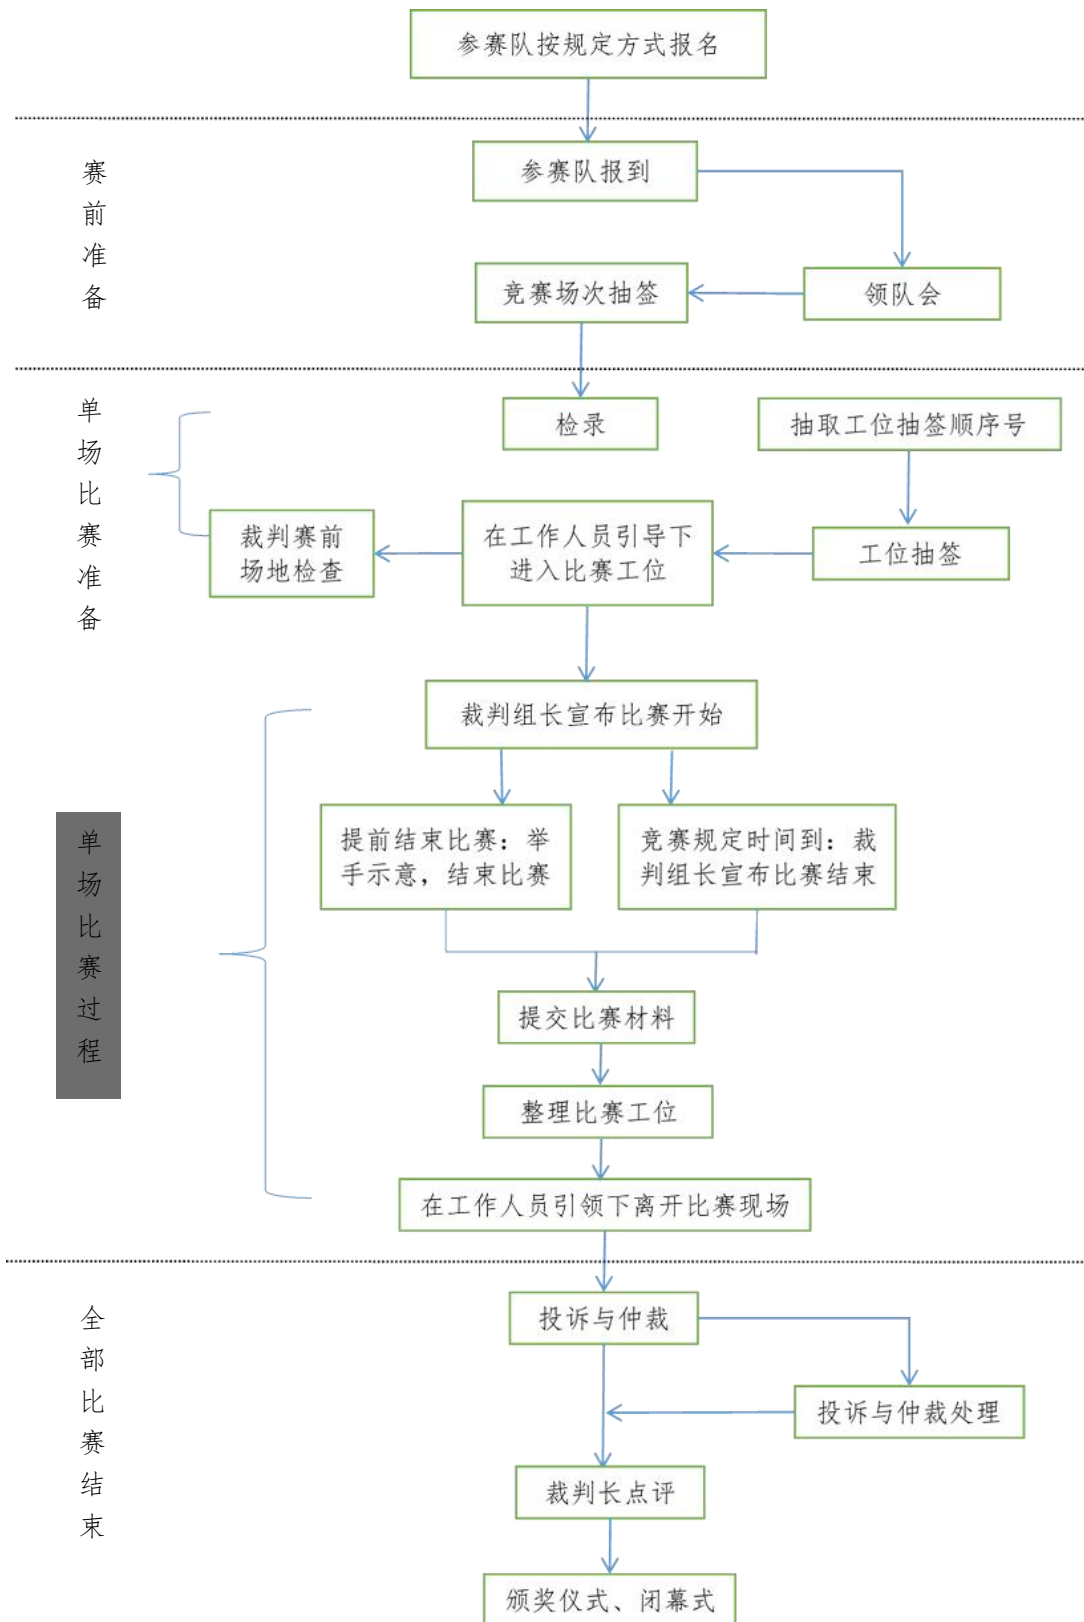 参赛队按规定方式报名
赛前准备
参赛队报到
竞赛场次抽签
领队会
单场比赛准备
检录
抽取工位抽签顺序号
裁判赛前
场地检查
在工作人员引导下
进入比赛工位
工位抽签
裁判组长宣布比赛开始
单场比赛过程
提前结束比赛：举
手示意，结束比赛
竞赛规定时间到：裁
判组长宣布比赛结束
提交比赛材料
整理比赛工位
在工作人员引领下离开比赛现场
全部比赛结束
投诉与仲裁
投诉与仲裁处理
裁判长点评
颁奖仪式、闭幕式